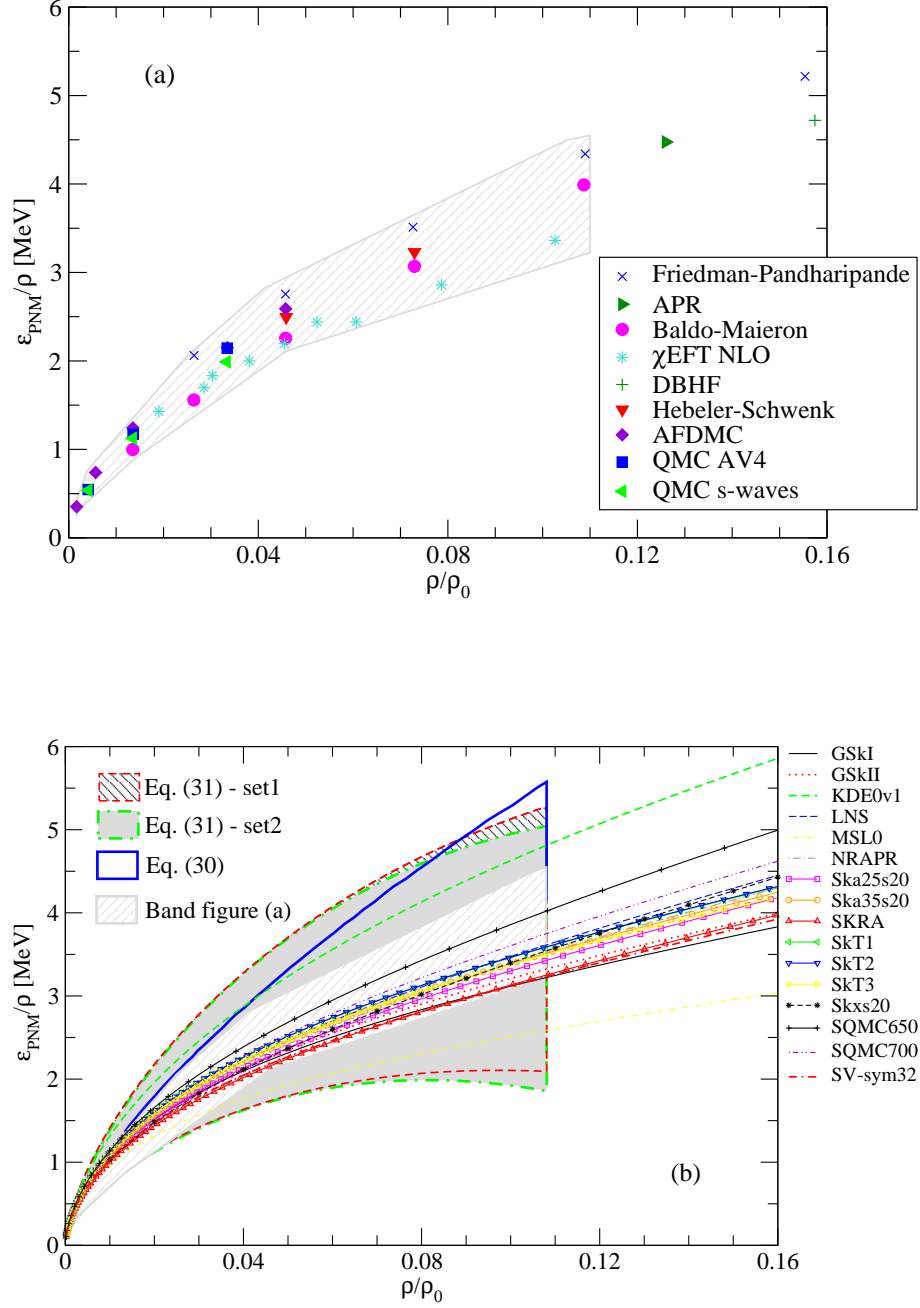 6
5
4
3
2
1
0
ε_PNM/ρ [MeV]
(a)
Friedman-Pandharipande
APR
Baldo-Maieron
χEFT NLO
DBHF
Hebeler-Schwenk
AFDMC
QMC AV4
QMC s-waves
0 0.04 0.08 0.12 0.16
ρ/ρ_0
6
5
4
3
2
1
0
ε_PNM/ρ [MeV]
Eq. (31) - set1
Eq. (31) - set2
Eq. (30)
Band figure (a)
(b)
0 0.04 0.08 0.12 0.16
ρ/ρ_0
GSkI
GSkII
KDE0v1
LNS
MSL0
NRAPR
Ska25s20
Ska35s20
SKRA
SkT1
SkT2
SkT3
Skxs20
SQMC650
SQMC700
SV-sym32